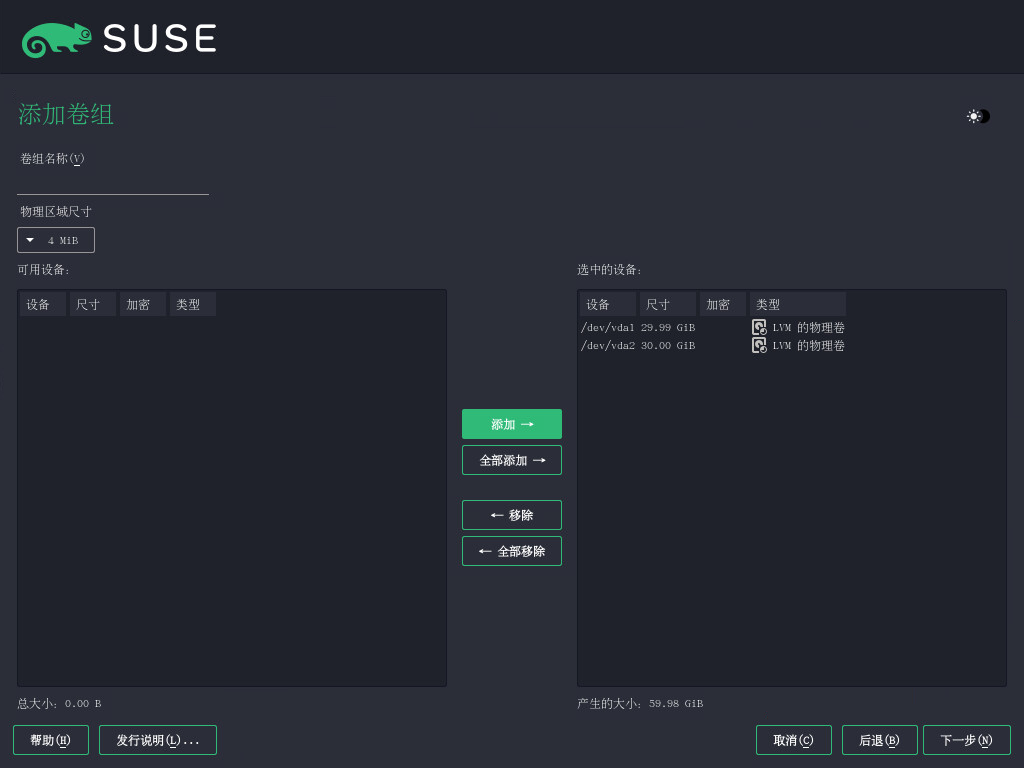 SUSE
添加卷组
卷组名称(V)
物理区域尺寸
4 MiB
可用设备:
设备 尺寸 加密 类型
添加 →
全部添加 →
← 移除
← 全部移除
选中的设备:
设备 尺寸 加密 类型
/dev/vda1 29.99 GiB LVM 的物理卷
/dev/vda2 30.00 GiB LVM 的物理卷
总大小: 0.00 B
产生的大小: 59.98 GiB
帮助(H) 发行说明(L)... 取消(C) 后退(B) 下一步(N)